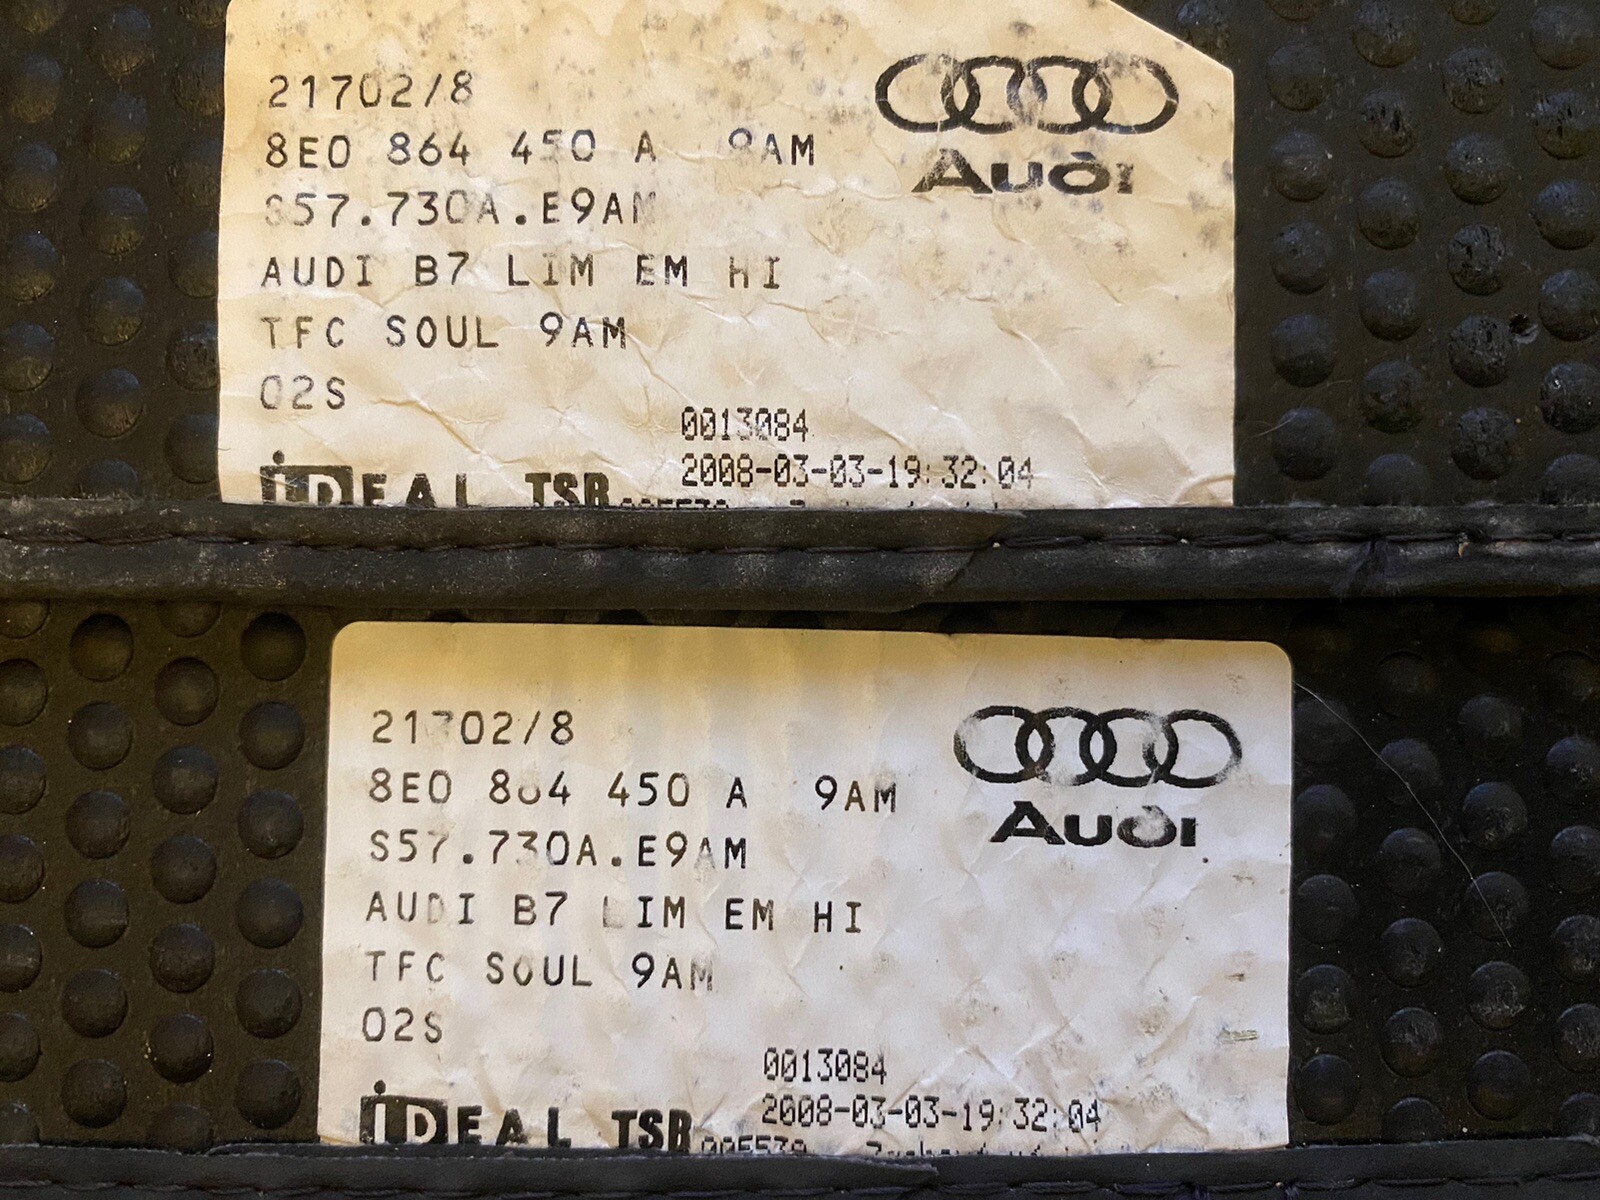 21702/8
8E0 864 450 A 9AM
S57.730A.E9AM
AUDI B7 LIM EM HI
TFC SOUL 9AM
02S
Audi
0013084
2008-03-03-19:32:04
iDEAL TSR
21702/8
8E0 864 450 A 9AM
S57.730A.E9AM
AUDI B7 LIM EM HI
TFC SOUL 9AM
02S
Audi
0013084
2008-03-03-19:32:04
iDEAL TSR